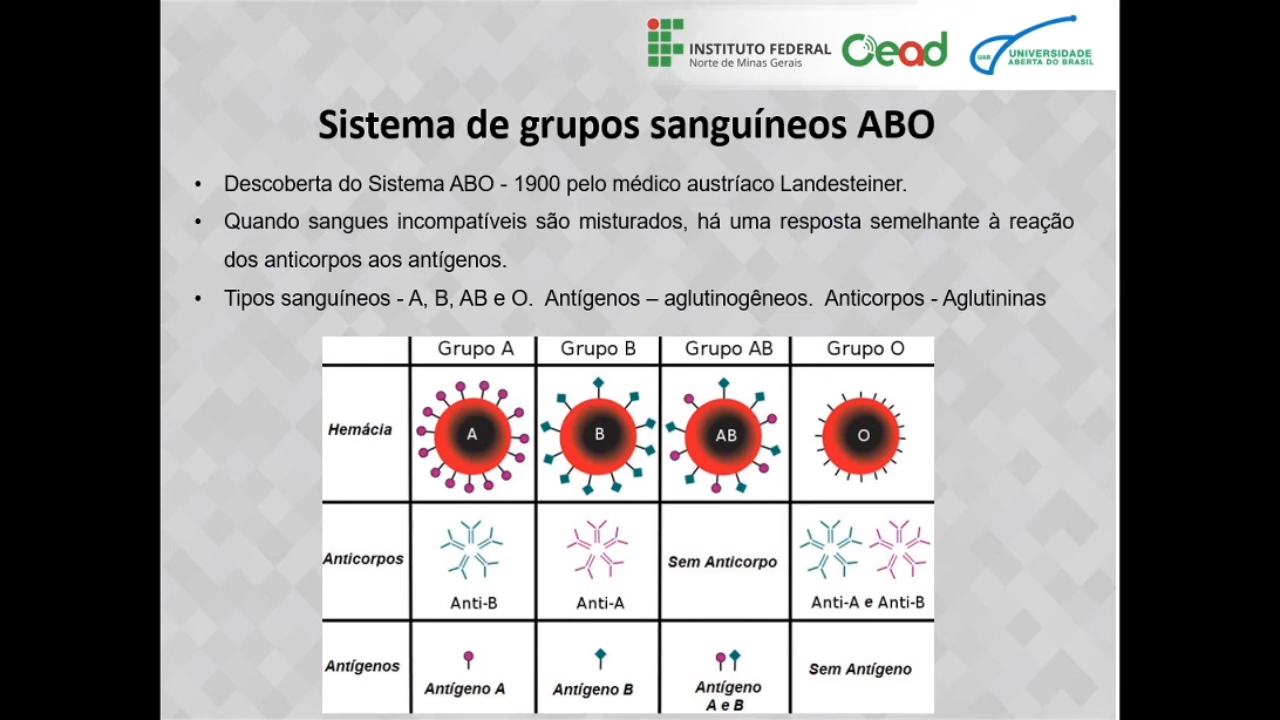 INSTITUTO FEDERAL
Norte de Minas Gerais
Cead
UAB
UNIVERSIDADE
ABERTA DO BRASIL
Sistema de grupos sanguíneos ABO
• Descoberta do Sistema ABO - 1900 pelo médico austríaco Landesteiner.
• Quando sangues incompatíveis são misturados, há uma resposta semelhante à reação
dos anticorpos aos antígenos.
• Tipos sanguíneos - A, B, AB e O. Antígenos – aglutinogêneos. Anticorpos - Aglutininas
Grupo A Grupo B Grupo AB Grupo O
Hemácia A B AB O
Anticorpos Anti-B Anti-A Sem Anticorpo Anti-A e Anti-B
Antígenos Antígeno A Antígeno B Antígeno Sem Antígeno
A e B